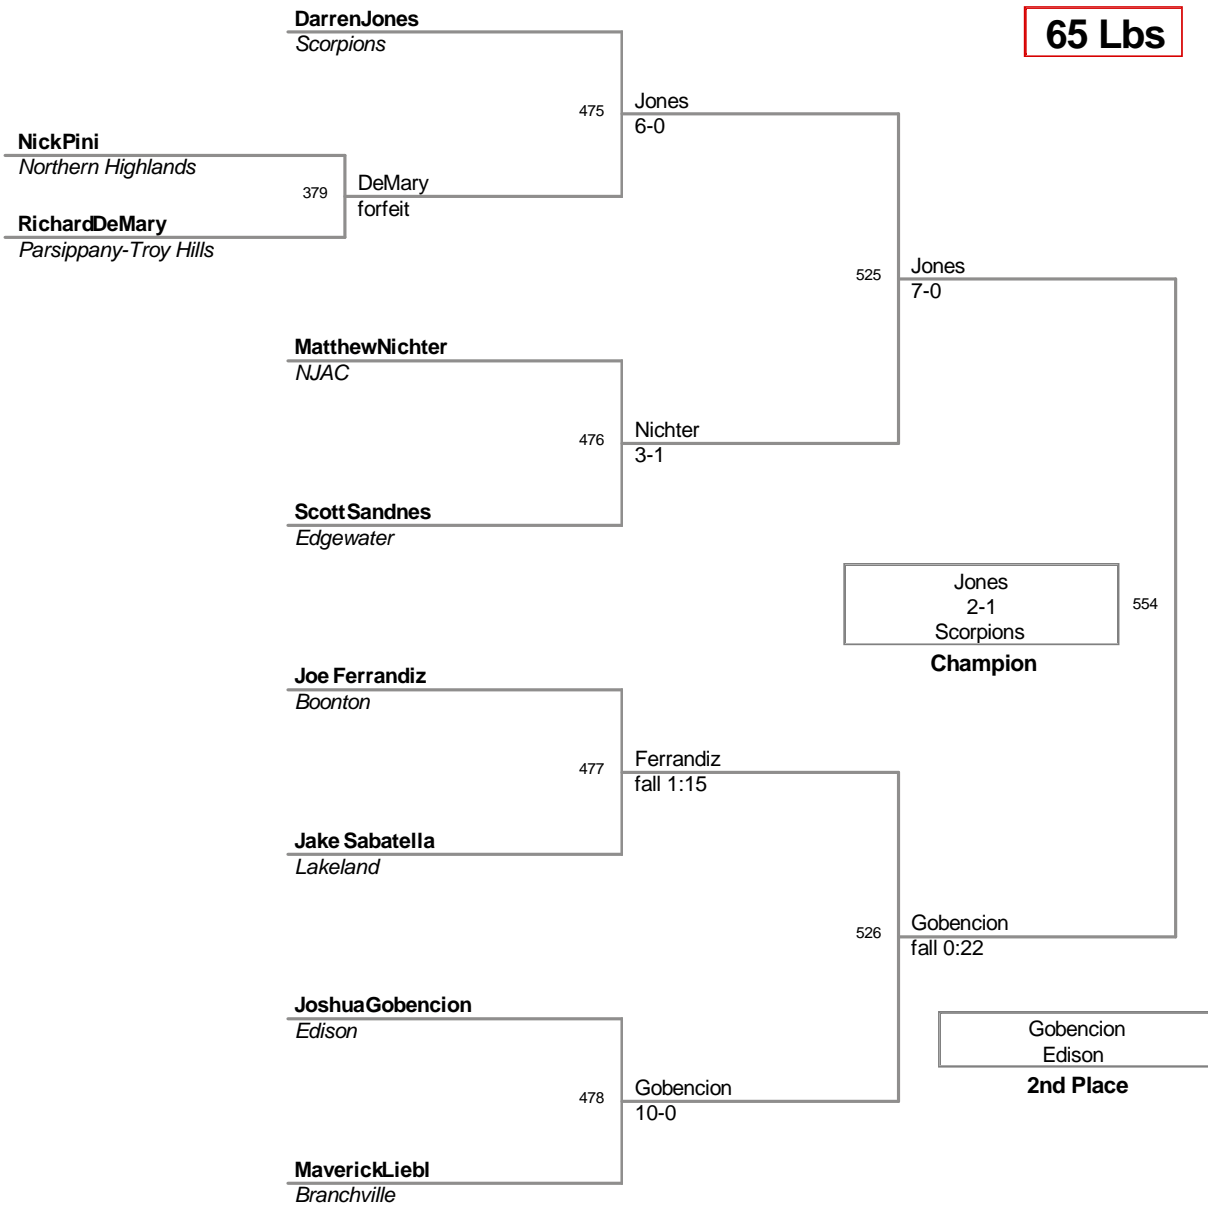 DarrenJones
Scorpions
65 Lbs
475
Jones
6-0
NickPini
Northern Highlands
379
DeMary
forfeit
RichardDeMary
Parsippany-Troy Hills
525
Jones
7-0
MatthewNichter
NJAC
476
Nichter
3-1
ScottSandnes
Edgewater
Jones
2-1
Scorpions
554
Champion
Joe Ferrandiz
Boonton
477
Ferrandiz
fall 1:15
Jake Sabatella
Lakeland
526
Gobencion
fall 0:22
JoshuaGobencion
Edison
Gobencion
Edison
2nd Place
478
Gobencion
10-0
MaverickLiebl
Branchville